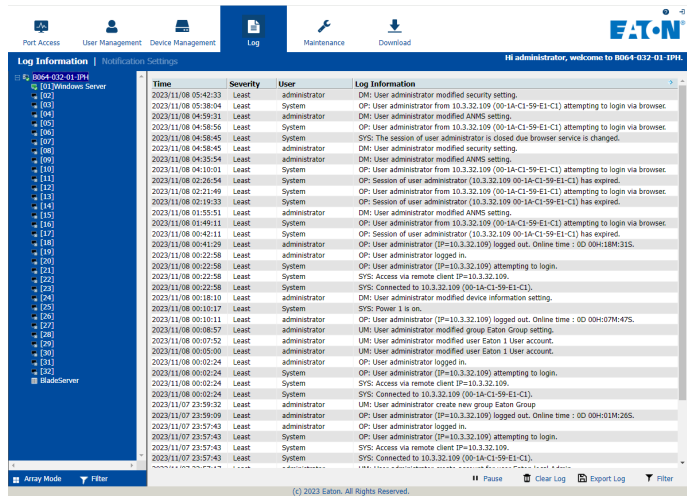 Port Access
User Management
Device Management
Log
Maintenance
Download
EATON
Log Information | Notification Settings
Hi administrator, welcome to B064-032-01-IPH.
B064-032-01-IPH
[01]Windows Server
[02]
[03]
[04]
[05]
[06]
[07]
[08]
[09]
[10]
[11]
[12]
[13]
[14]
[15]
[16]
[17]
[18]
[19]
[20]
[21]
[22]
[23]
[24]
[25]
[26]
[27]
[28]
[29]
[30]
[31]
[32]
BladeServer
Array Mode
Filter
Time Severity User Log Information
2023/11/08 05:42:33 Least administrator DM: User administrator modified security setting.
2023/11/08 05:38:04 Least System OP: User administrator from 10.3.32.109 (00-1A-C1-59-E1-C1) attempting to login via browser.
2023/11/08 04:59:31 Least administrator DM: User administrator modified ANMS setting.
2023/11/08 04:58:56 Least System OP: User administrator from 10.3.32.109 (00-1A-C1-59-E1-C1) attempting to login via browser.
2023/11/08 04:58:45 Least System SYS: The session of user administrator is closed due browser service is changed.
2023/11/08 04:58:45 Least administrator DM: User administrator modified security setting.
2023/11/08 04:35:54 Least administrator DM: User administrator modified ANMS setting.
2023/11/08 04:10:01 Least System OP: User administrator from 10.3.32.109 (00-1A-C1-59-E1-C1) attempting to login via browser.
2023/11/08 02:26:54 Least System OP: Session of user administrator (10.3.32.109 00-1A-C1-59-E1-C1) has expired.
2023/11/08 02:21:49 Least System OP: User administrator from 10.3.32.109 (00-1A-C1-59-E1-C1) attempting to login via browser.
2023/11/08 02:19:33 Least System OP: Session of user administrator (10.3.32.109 00-1A-C1-59-E1-C1) has expired.
2023/11/08 01:55:51 Least administrator DM: User administrator modified ANMS setting.
2023/11/08 01:49:11 Least System OP: User administrator from 10.3.32.109 (00-1A-C1-59-E1-C1) attempting to login via browser.
2023/11/08 00:42:11 Least System OP: Session of user administrator (10.3.32.109 00-1A-C1-59-E1-C1) has expired.
2023/11/08 00:41:29 Least System OP: User administrator (IP=10.3.32.109) logged out. Online time : 0D 00H:18M:31S.
2023/11/08 00:22:58 Least administrator OP: User administrator logged in.
2023/11/08 00:22:58 Least System OP: User administrator (IP=10.3.32.109) attempting to login.
2023/11/08 00:22:58 Least System SYS: Access via remote client IP=10.3.32.109.
2023/11/08 00:22:58 Least System SYS: Connected to 10.3.32.109 (00-1A-C1-59-E1-C1).
2023/11/08 00:18:10 Least administrator DM: User administrator modified device information setting.
2023/11/08 00:10:17 Least System SYS: Power 1 is on.
2023/11/08 00:10:11 Least administrator OP: User administrator (IP=10.3.32.109) logged out. Online time : 0D 00H:07M:47S.
2023/11/08 00:08:57 Least administrator UM: User administrator modified group Eaton Group setting.
2023/11/08 00:07:52 Least administrator UM: User administrator modified user Eaton 1 User account.
2023/11/08 00:05:00 Least administrator UM: User administrator modified user Eaton 1 User account.
2023/11/08 00:02:24 Least administrator OP: User administrator logged in.
2023/11/08 00:02:24 Least System OP: User administrator (IP=10.3.32.109) attempting to login.
2023/11/08 00:02:24 Least System SYS: Access via remote client IP=10.3.32.109.
2023/11/08 00:02:24 Least System SYS: Connected to 10.3.32.109 (00-1A-C1-59-E1-C1).
2023/11/07 23:59:32 Least administrator UM: User administrator create new group Eaton Group
2023/11/07 23:59:09 Least System OP: User administrator (IP=10.3.32.109) logged out. Online time : 0D 00H:01M:26S.
2023/11/07 23:57:43 Least administrator OP: User administrator logged in.
2023/11/07 23:57:43 Least System OP: User administrator (IP=10.3.32.109) attempting to login.
2023/11/07 23:57:43 Least System SYS: Access via remote client IP=10.3.32.109.
2023/11/07 23:57:43 Least System SYS: Connected to 10.3.32.109 (00-1A-C1-59-E1-C1).
Pause
Clear Log
Export Log
Filter
(c) 2023 Eaton. All Rights Reserved.